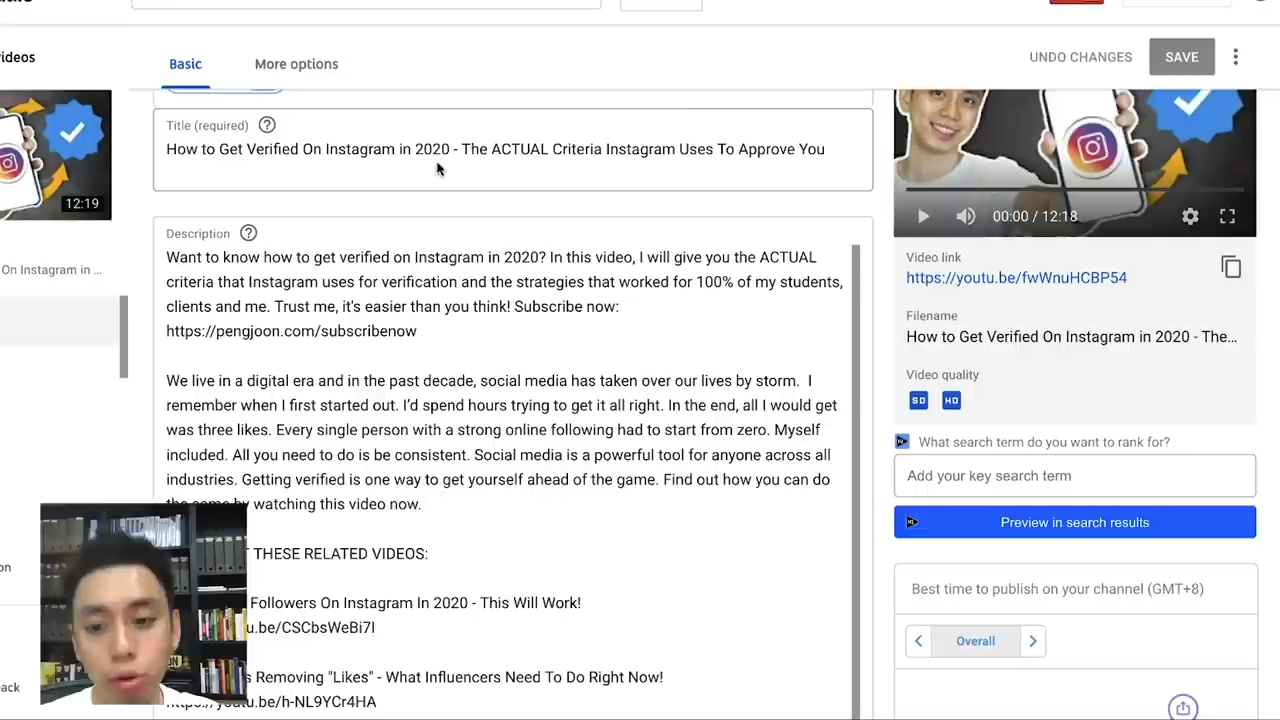 ideos
Basic
More options
UNDO CHANGES
SAVE
12:19
On Instagram in ...
Title (required)
How to Get Verified On Instagram in 2020 - The ACTUAL Criteria Instagram Uses To Approve You
Description
Want to know how to get verified on Instagram in 2020? In this video, I will give you the ACTUAL
criteria that Instagram uses for verification and the strategies that worked for 100% of my students,
clients and me. Trust me, it's easier than you think! Subscribe now:
https://pengjoon.com/subscribenow
We live in a digital era and in the past decade, social media has taken over our lives by storm. I
remember when I first started out. I'd spend hours trying to get it all right. In the end, all I would get
was three likes. Every single person with a strong online following had to start from zero. Myself
included. All you need to do is be consistent. Social media is a powerful tool for anyone across all
industries. Getting verified is one way to get yourself ahead of the game. Find out how you can do
watching this video now.
THESE RELATED VIDEOS:
Followers On Instagram In 2020 - This Will Work!
u.be/CSCbsWeBi7I
s Removing "Likes" - What Influencers Need To Do Right Now!
https://youtu.be/h-NL9YCr4HA
on
ack
00:00 / 12:18
Video link
https://youtu.be/fwWnuHCBP54
Filename
How to Get Verified On Instagram in 2020 - The...
Video quality
SD
HD
What search term do you want to rank for?
Add your key search term
Preview in search results
Best time to publish on your channel (GMT+8)
Overall